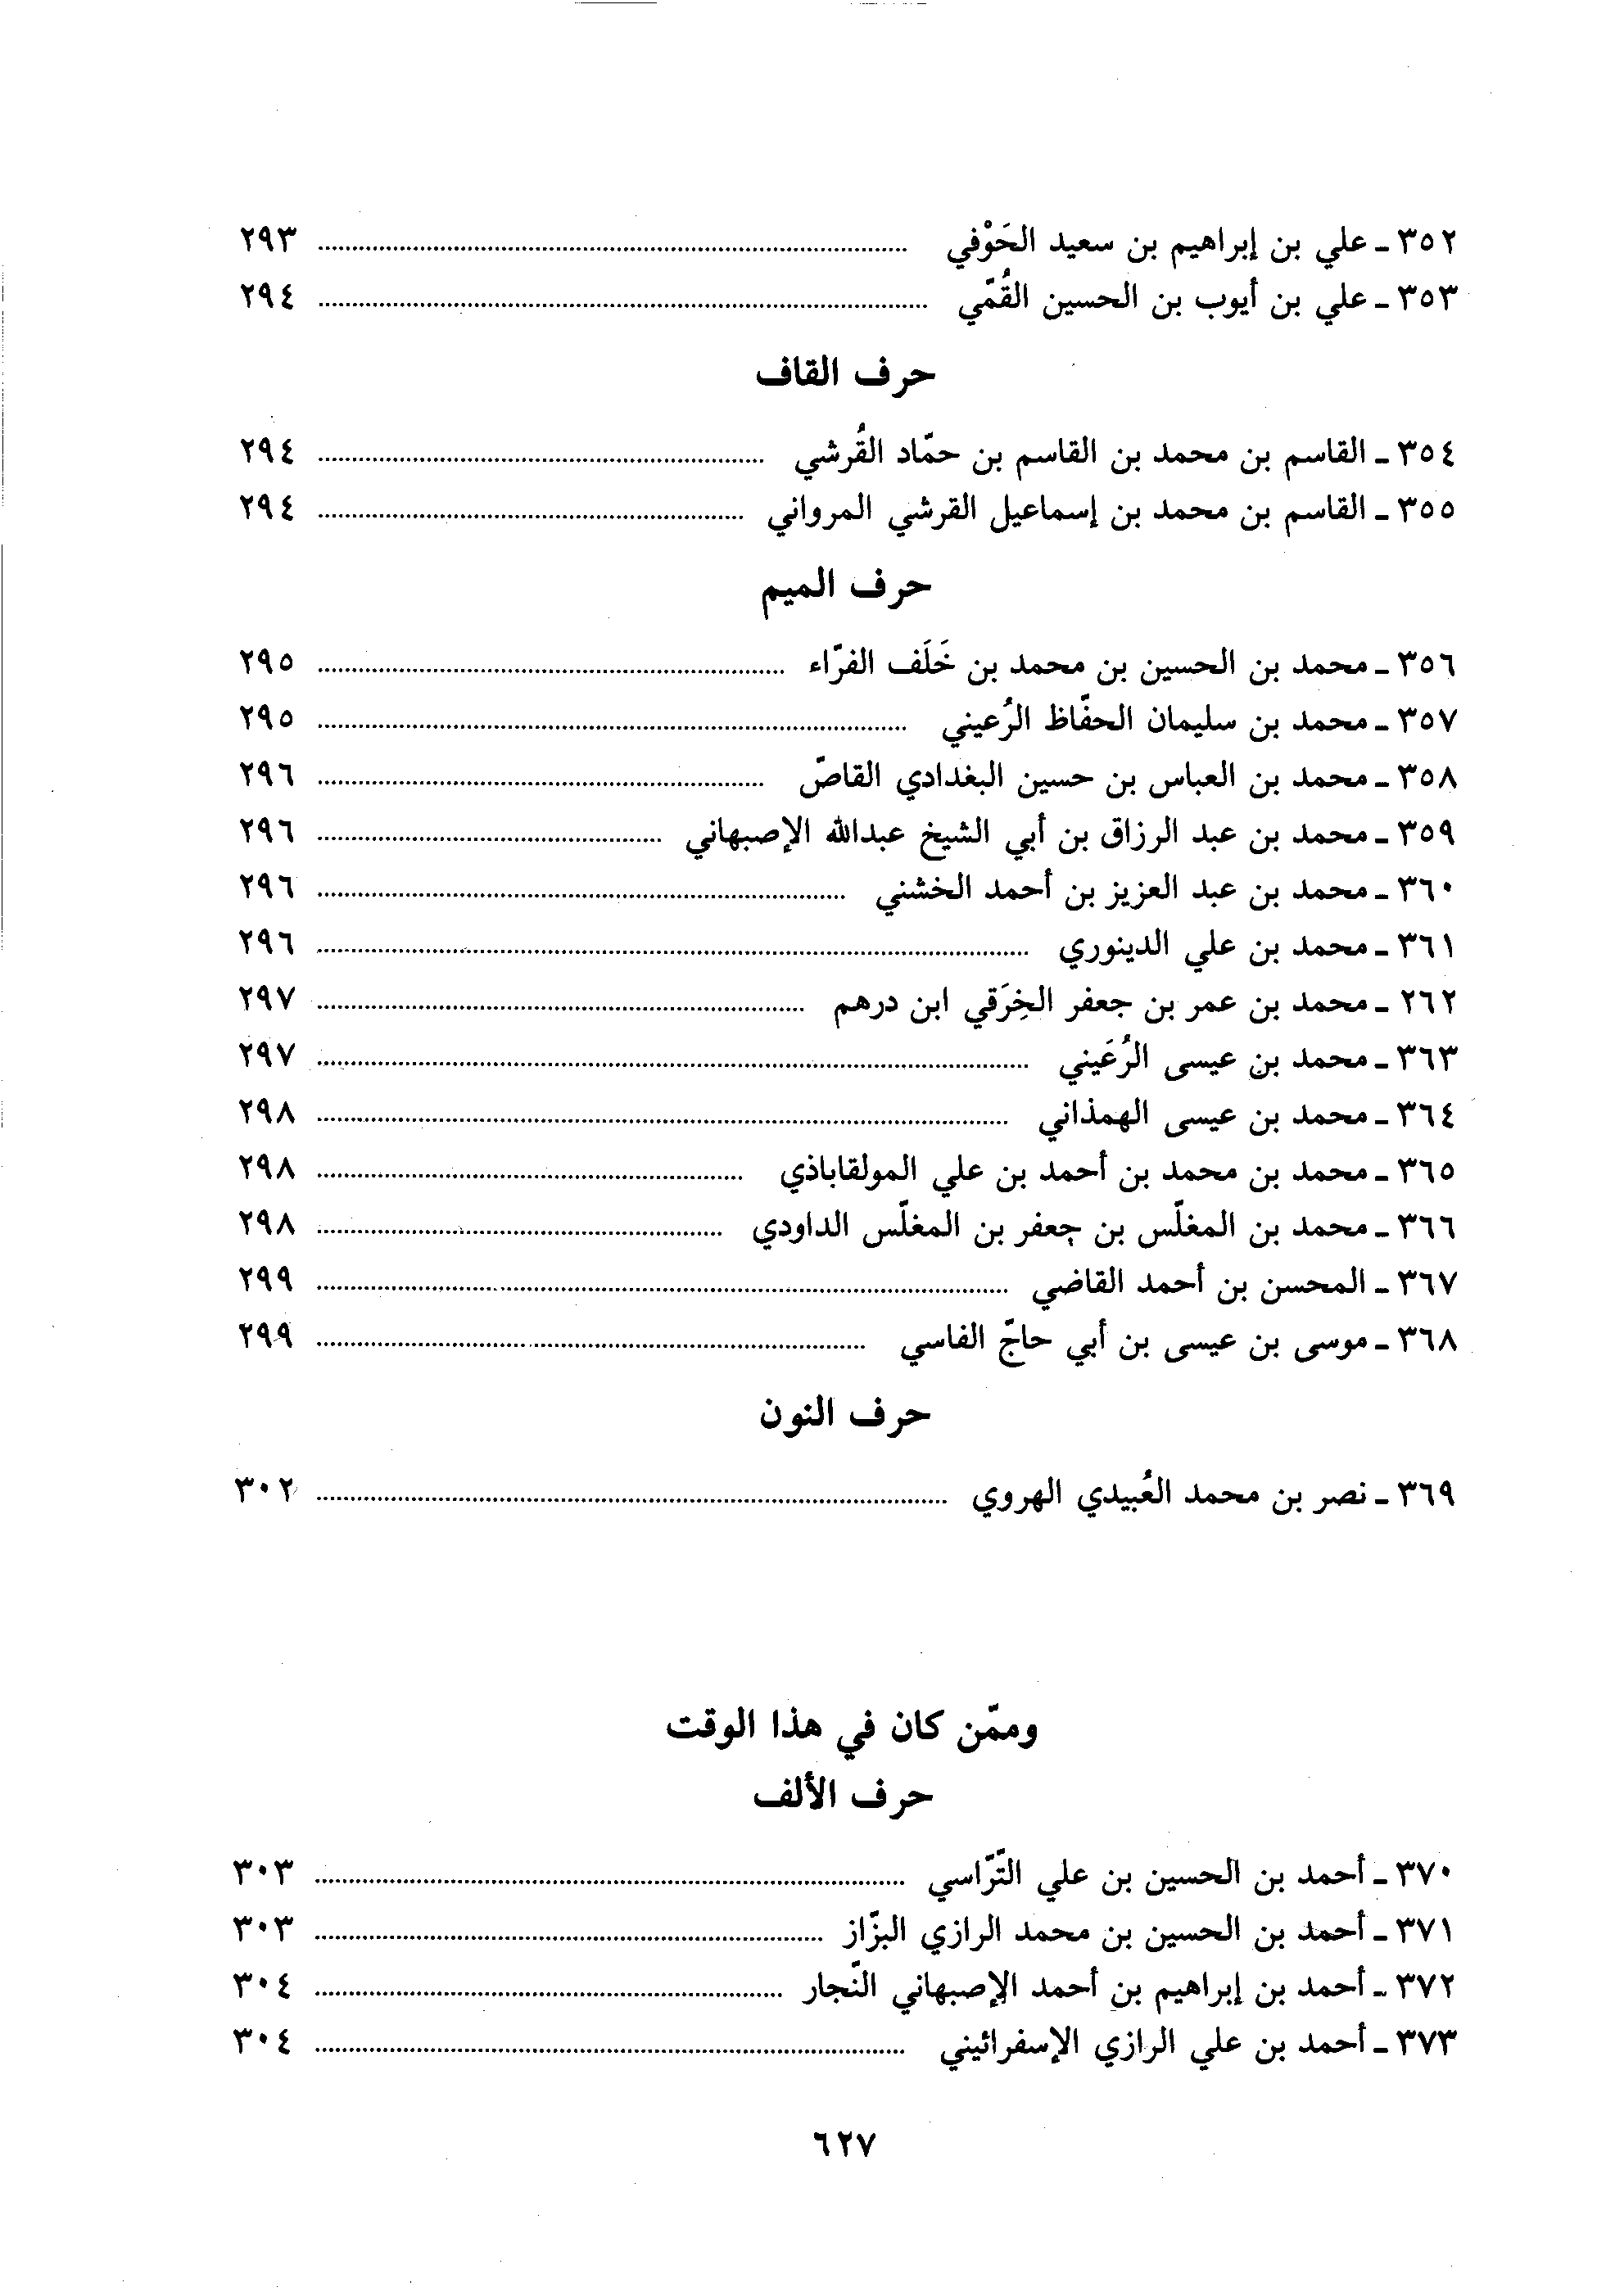 ٣٥٢ ـ علي بن إبراهيم بن سعيد الحَوْفي ........ ٢٩٣
٣٥٣ ـ علي بن أيوب بن الحسين القُمّي ........ ٢٩٤
حرف القاف
٣٥٤ ـ القاسم بن محمد بن القاسم بن حمّاد القُرشي ........ ٢٩٤
٣٥٥ ـ القاسم بن محمد بن إسماعيل القرشي المرواني ........ ٢٩٤
حرف الميم
٣٥٦ ـ محمد بن الحسين بن محمد بن خَلَف الفرّاء ........ ٢٩٥
٣٥٧ ـ محمد بن سليمان الحفّاظ الرُعيني ........ ٢٩٥
٣٥٨ ـ محمد بن العباس بن حسين البغدادي القاصّ ........ ٢٩٦
٣٥٩ ـ محمد بن عبد الرزاق بن أبي الشيخ عبدالله الإصبهاني ........ ٢٩٦
٣٦٠ ـ محمد بن عبد العزيز بن أحمد الخشني ........ ٢٩٦
٣٦١ ـ محمد بن علي الدينوري ........ ٢٩٦
٢٦٢ ـ محمد بن عمر بن جعفر الخِرَقي ابن درهم ........ ٢٩٧
٣٦٣ ـ محمد بن عيسى الرُعَيني ........ ٢٩٧
٣٦٤ ـ محمد بن عيسى الهمذاني ........ ٢٩٨
٣٦٥ ـ محمد بن محمد بن أحمد بن علي المولقاباذي ........ ٢٩٨
٣٦٦ ـ محمد بن المغلّس بن جعفر بن المغلّس الداودي ........ ٢٩٨
٣٦٧ ـ المحسن بن أحمد القاضي ........ ٢٩٩
٣٦٨ ـ موسى بن عيسى بن أبي حاجّ الفاسي ........ ٢٩٩
حرف النون
٣٦٩ ـ نصر بن محمد العُبيدي الهروي ........ ٣٠٢
وممّن كان في هذا الوقت
حرف الألف
٣٧٠ ـ أحمد بن الحسين بن علي التّرّاسي ........ ٣٠٣
٣٧١ ـ أحمد بن الحسين بن محمد الرازي البزّاز ........ ٣٠٣
٣٧٢ ـ أحمد بن إبراهيم بن أحمد الإصبهاني النّجار ........ ٣٠٤
٣٧٣ ـ أحمد بن علي الرازي الإسفرائيني ........ ٣٠٤
٦٢٧